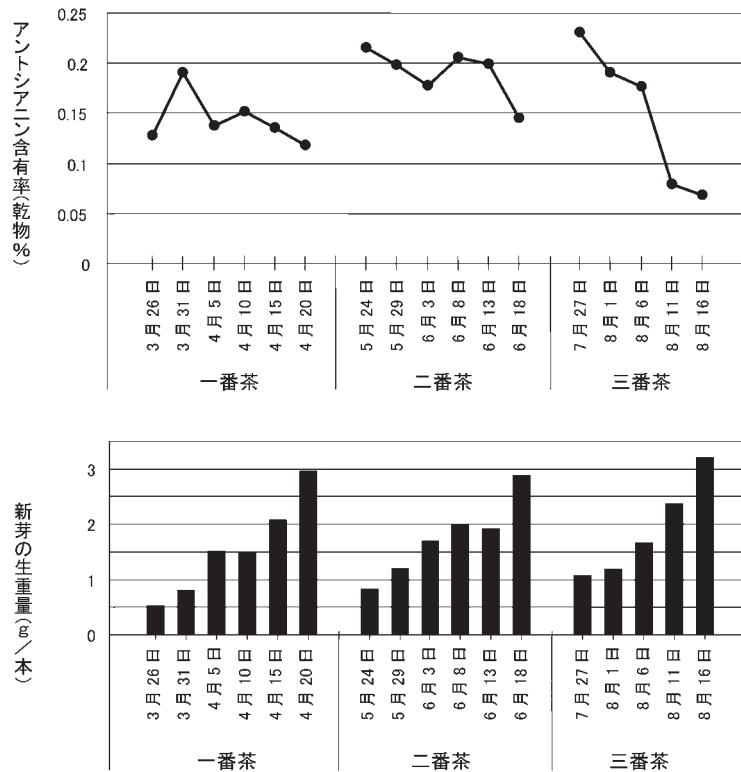 アントシアニン含有率(乾物%)
0.25
0.2
0.15
0.1
0.05
0
3月26日
3月31日
4月5日
4月10日
4月15日
4月20日
5月24日
5月29日
6月3日
6月8日
6月13日
6月18日
7月27日
8月1日
8月6日
8月11日
8月16日
一番茶
二番茶
三番茶
新芽の生重量(g/本)
3
2
1
0
3月26日
3月31日
4月5日
4月10日
4月15日
4月20日
5月24日
5月29日
6月3日
6月8日
6月13日
6月18日
7月27日
8月1日
8月6日
8月11日
8月16日
一番茶
二番茶
三番茶